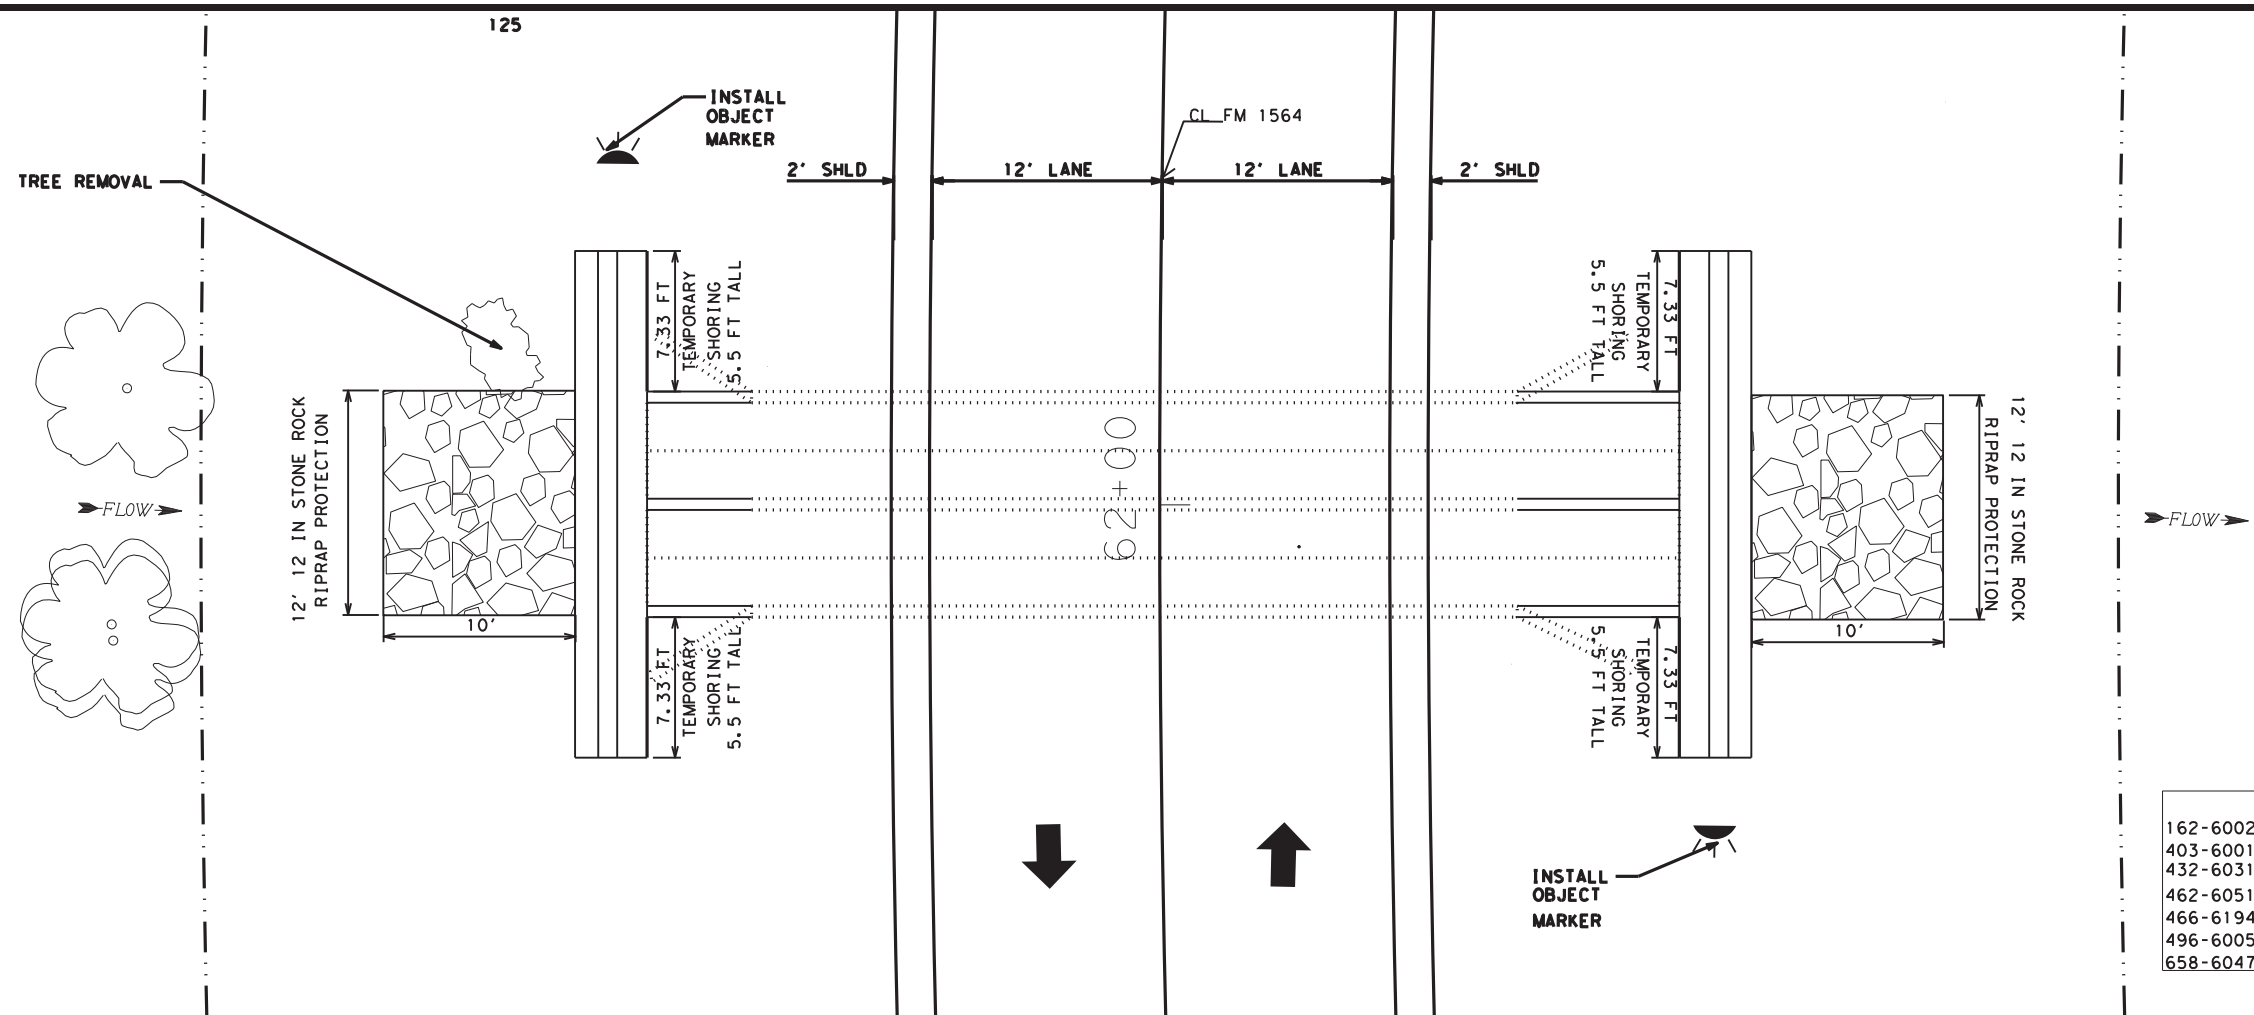 125
INSTALL
OBJECT
MARKER
CL FM 1564
TREE REMOVAL
2' SHLD
12' LANE
12' LANE
2' SHLD
7.33 FT
TEMPORARY
SHORING
5.5 FT TALL
7.33 FT
TEMPORARY
SHORING
5.5 FT TALL
12' 12 IN STONE ROCK
RIPRAP PROTECTION
12' 12 IN STONE ROCK
RIPRAP PROTECTION
62+00
FLOW
FLOW
10'
10'
7.33 FT
TEMPORARY
SHORING
5.5 FT TALL
7.33 FT
TEMPORARY
SHORING
5.5 FT TALL
INSTALL
OBJECT
MARKER
162-6002
403-6001
432-6031
462-6051
466-6194
496-6005
658-6047